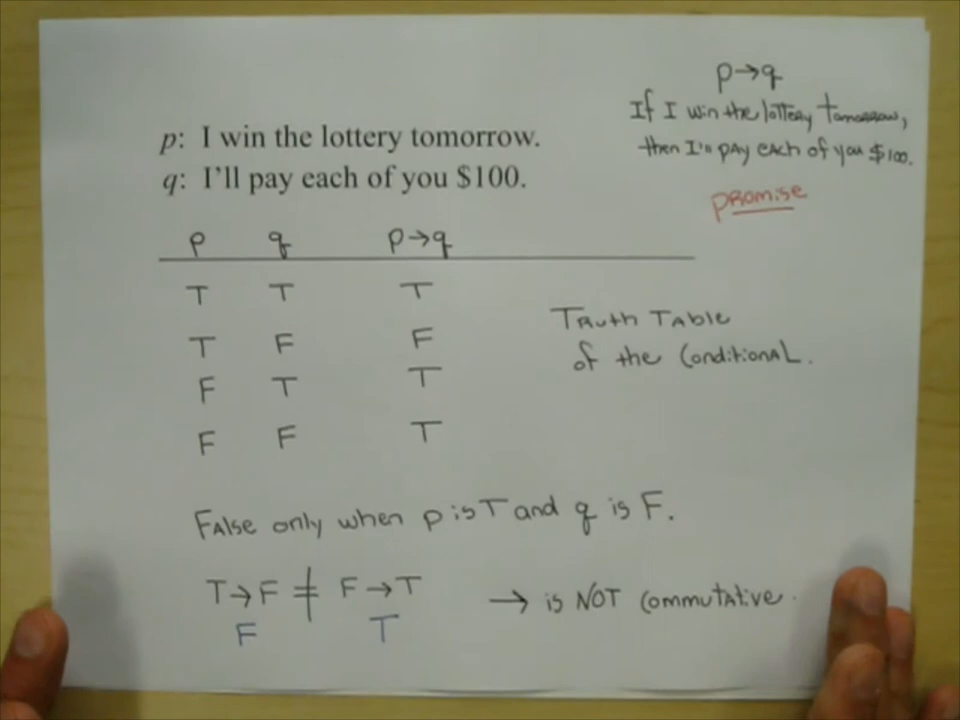 p → q
If I win the lottery tomorrow,
then I'll pay each of you $100.
promise
p: I win the lottery tomorrow.
q: I'll pay each of you $100.
p q p → q
T T T
T F F
F T T
F F T
Truth Table
of the Conditional.
False only when p is T and q is F.
T → F ≠ F → T
F T
→ is NOT commutative.